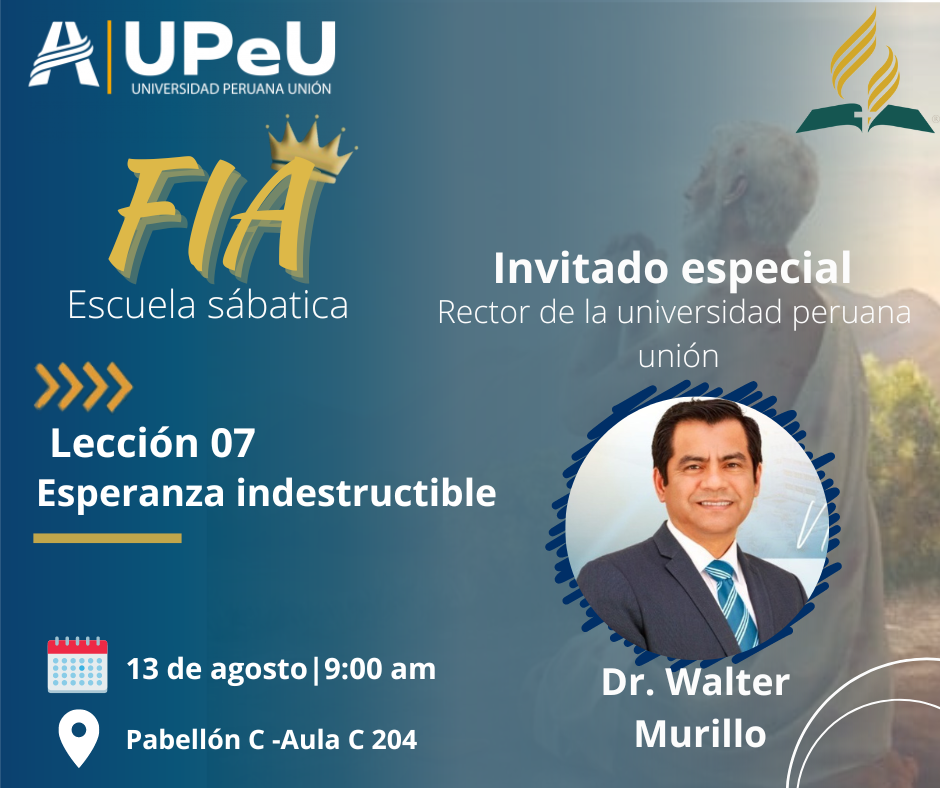 UPeU
UNIVERSIDAD PERUANA UNIÓN
FIA
Escuela sábatica
Lección 07
Esperanza indestructible
13 de agosto|9:00 am
Pabellón C -Aula C 204
Invitado especial
Rector de la universidad peruana
unión
Dr. Walter
Murillo